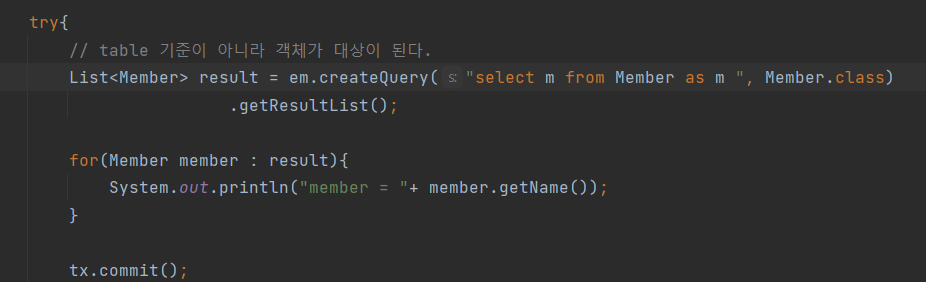 try{
// table 기준이 아니라 객체가 대상이 된다.
List<Member> result = em.createQuery( s: "select m from Member as m ", Member.class)
.getResultList();
for(Member member : result){
System.out.println("member = "+ member.getName());
}
tx.commit();